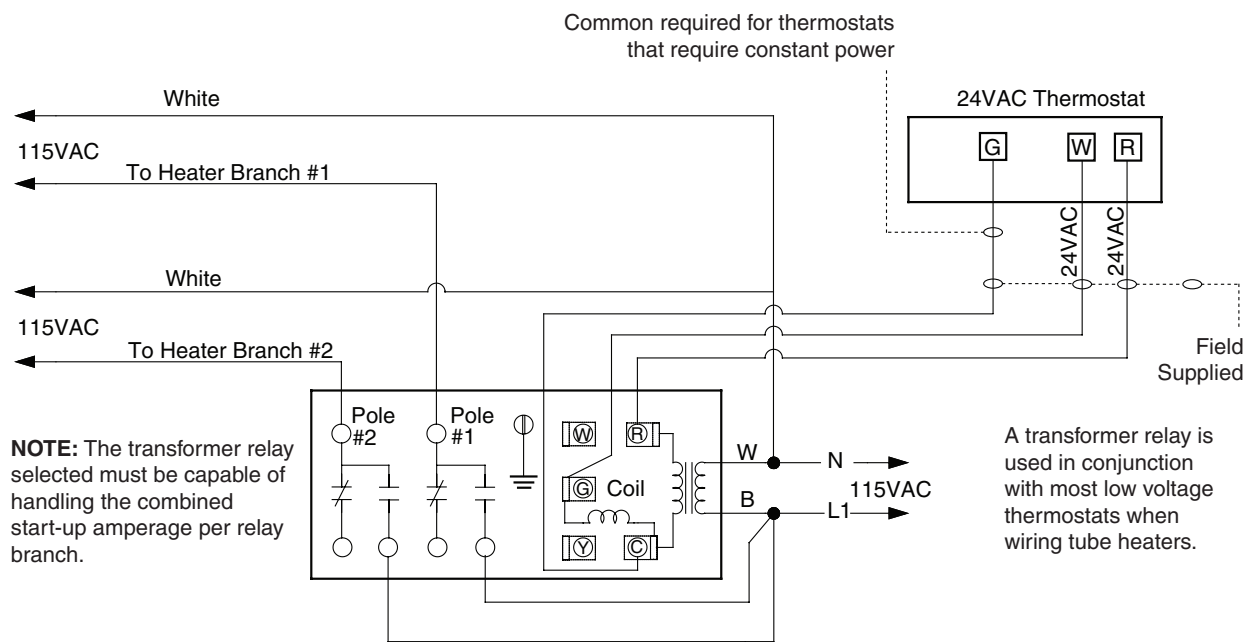 Common required for thermostats
that require constant power
White
24VAC Thermostat
G
W
R
115VAC
To Heater Branch #1
24VAC
24VAC
White
115VAC
To Heater Branch #2
Field
Supplied
NOTE: The transformer relay
selected must be capable of
handling the combined
start-up amperage per relay
branch.
Pole
#2
Pole
#1
W
R
G
Coil
Y
C
W
N
115VAC
B
L1
A transformer relay is
used in conjunction
with most low voltage
thermostats when
wiring tube heaters.